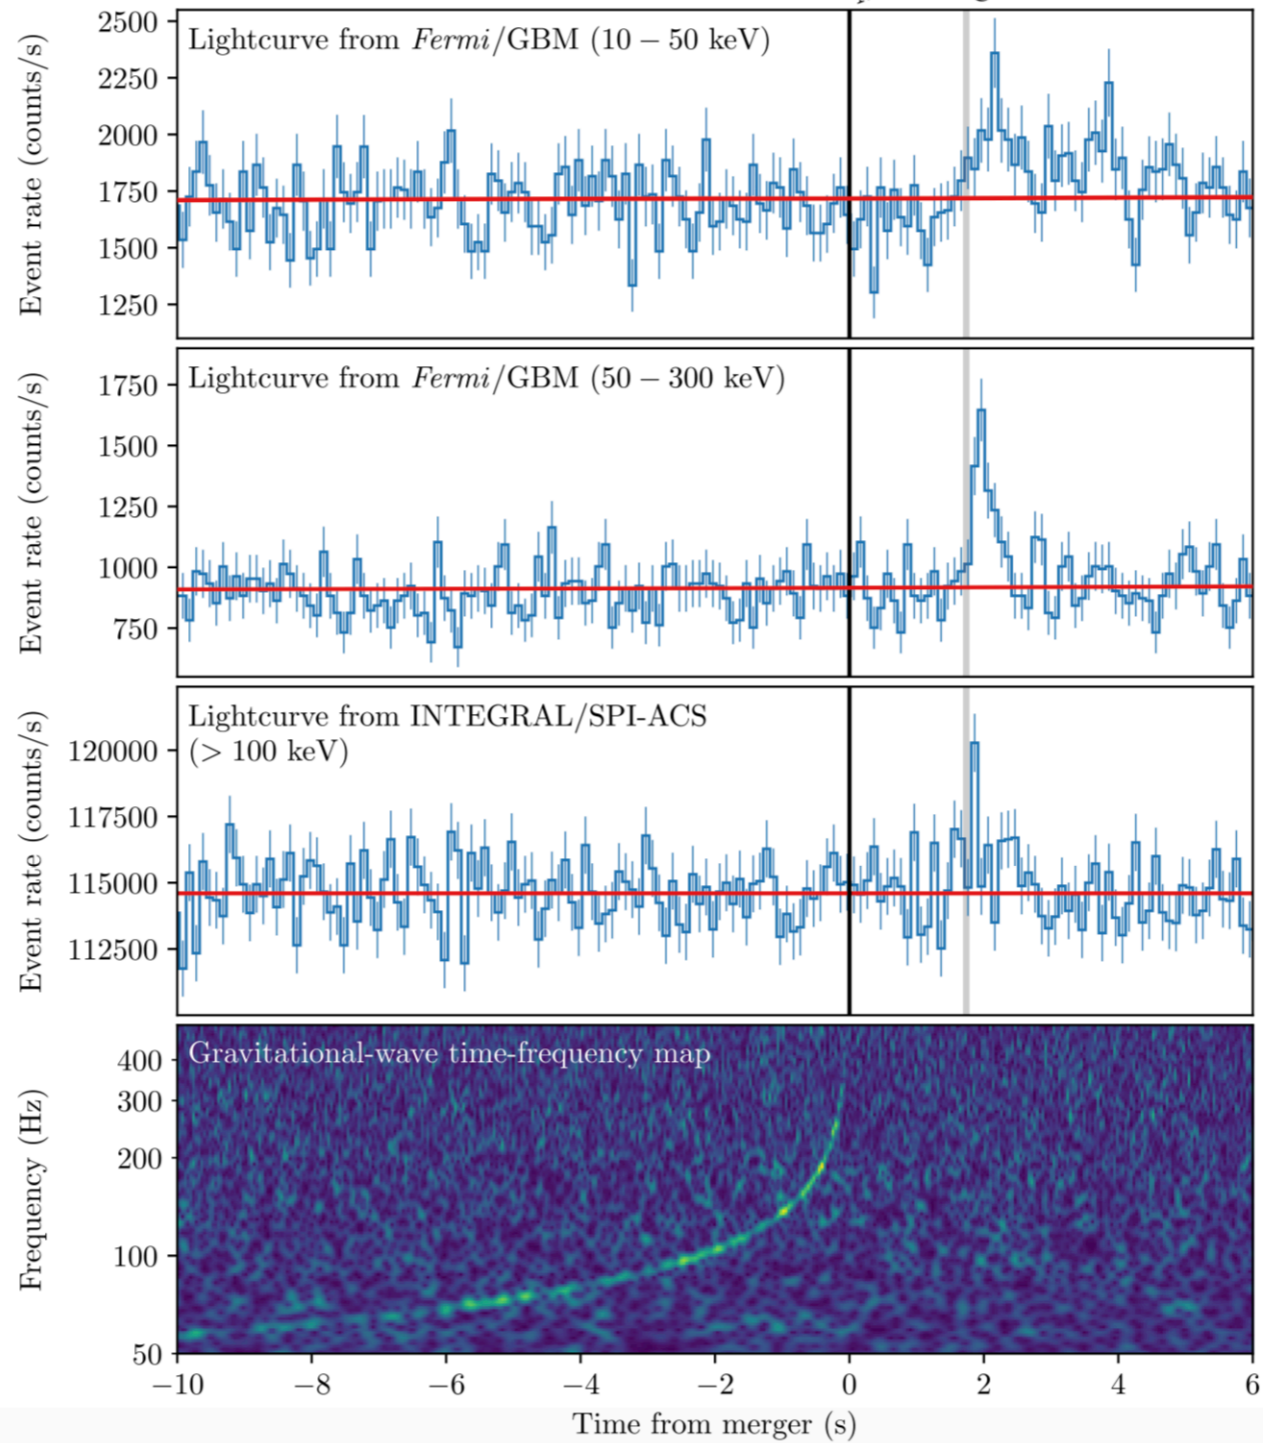 Lightcurve from Fermi/GBM (10 − 50 keV)
Event rate (counts/s)
2500
2250
2000
1750
1500
1250
Lightcurve from Fermi/GBM (50 − 300 keV)
Event rate (counts/s)
1750
1500
1250
1000
750
Lightcurve from INTEGRAL/SPI-ACS
(> 100 keV)
Event rate (counts/s)
120000
117500
115000
112500
Gravitational-wave time-frequency map
Frequency (Hz)
400
300
200
100
50
−10 −8 −6 −4 −2 0 2 4 6
Time from merger (s)